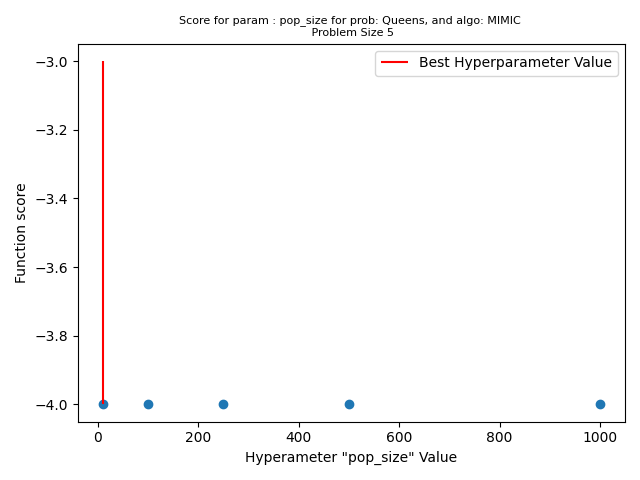 Score for param : pop_size for prob: Queens, and algo: MIMIC
Problem Size 5
Best Hyperparameter Value
Function score
−3.0
−3.2
−3.4
−3.6
−3.8
−4.0
0
200
400
600
800
1000
Hyperameter "pop_size" Value